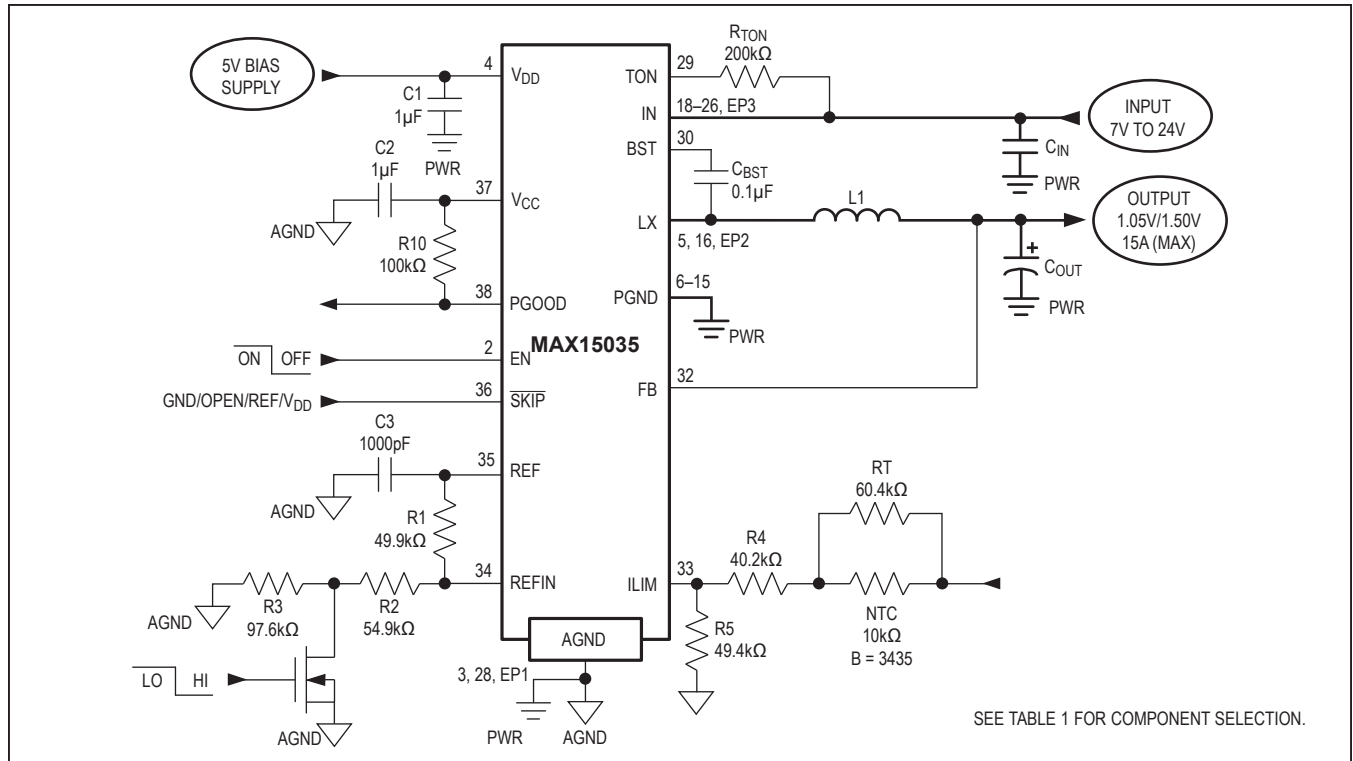 5V BIAS
SUPPLY
C1
1µF
PWR
C2
1µF
AGND
R10
100kΩ
4
VDD
37
VCC
38
PGOOD
ON
OFF
2
EN
GND/OPEN/REF/VDD
36
SKIP
C3
1000pF
AGND
35
REF
R1
49.9kΩ
34
REFIN
AGND
R3
97.6kΩ
R2
54.9kΩ
LO
HI
AGND
MAX15035
AGND
3, 28, EP1
PWR
AGND
TON
29
RTON
200kΩ
IN
18–26, EP3
INPUT
7V TO 24V
CIN
PWR
BST
30
CBST
0.1µF
LX
5, 16, EP2
L1
OUTPUT
1.05V/1.50V
15A (MAX)
+
COUT
PWR
PGND
6–15
PWR
FB
32
RT
60.4kΩ
ILIM
33
R4
40.2kΩ
NTC
10kΩ
B = 3435
R5
49.4kΩ
SEE TABLE 1 FOR COMPONENT SELECTION.